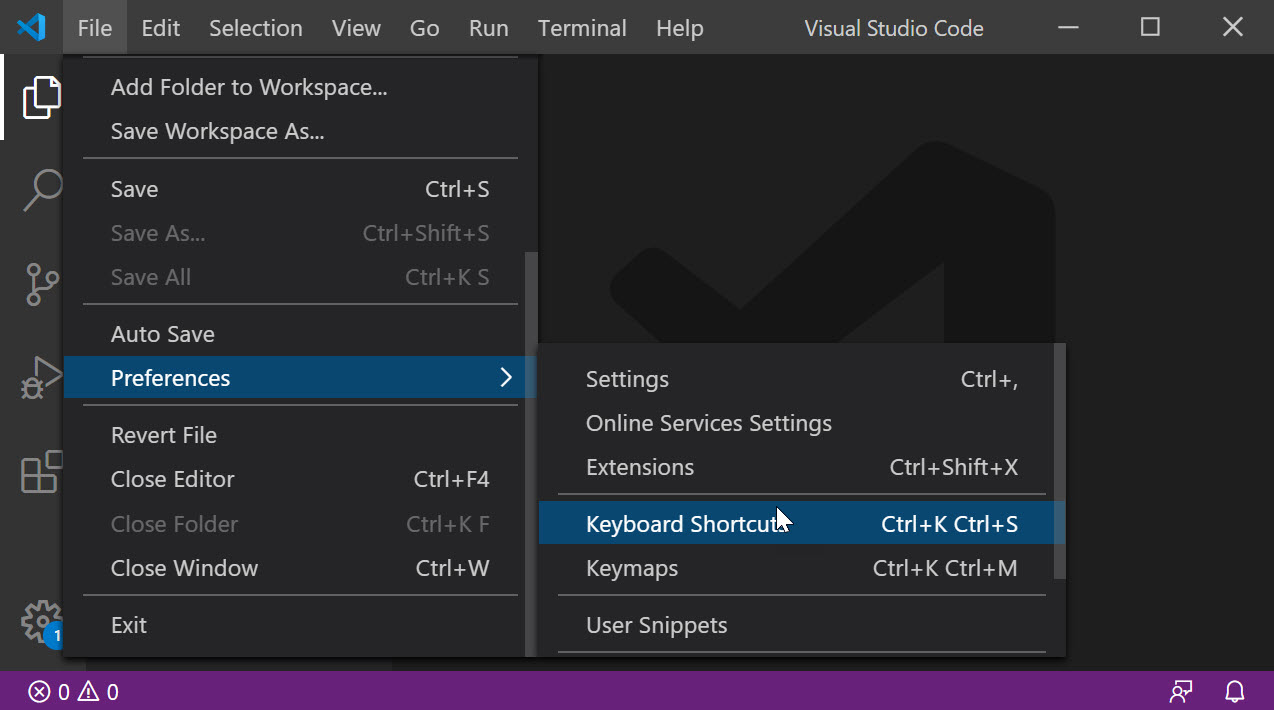 File Edit Selection View Go Run Terminal Help Visual Studio Code
Add Folder to Workspace...
Save Workspace As...
Save Ctrl+S
Save As... Ctrl+Shift+S
Save All Ctrl+K S
Auto Save
Preferences
Revert File
Close Editor Ctrl+F4
Close Folder Ctrl+K F
Close Window Ctrl+W
Exit
Settings Ctrl+,
Online Services Settings
Extensions Ctrl+Shift+X
Keyboard Shortcuts Ctrl+K Ctrl+S
Keymaps Ctrl+K Ctrl+M
User Snippets
1
0 0